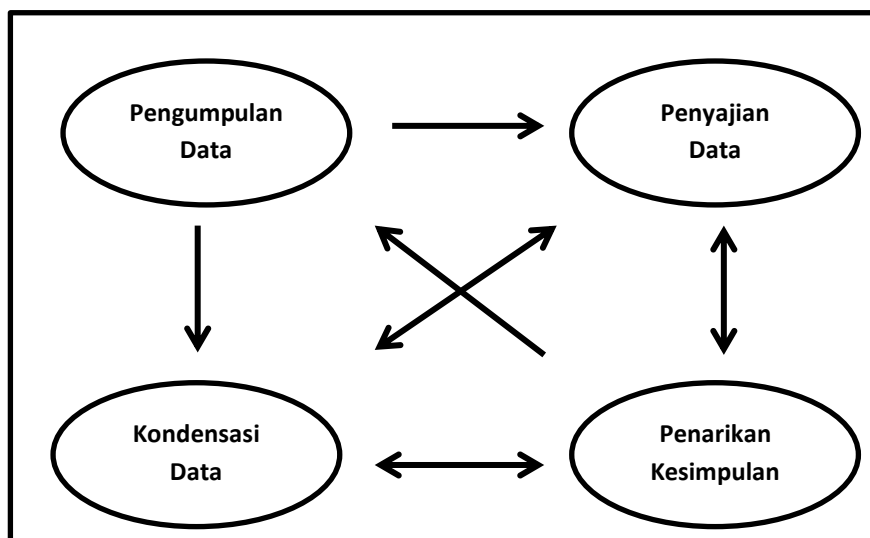 Pengumpulan
Data
Penyajian
Data
Kondensasi
Data
Penarikan
Kesimpulan